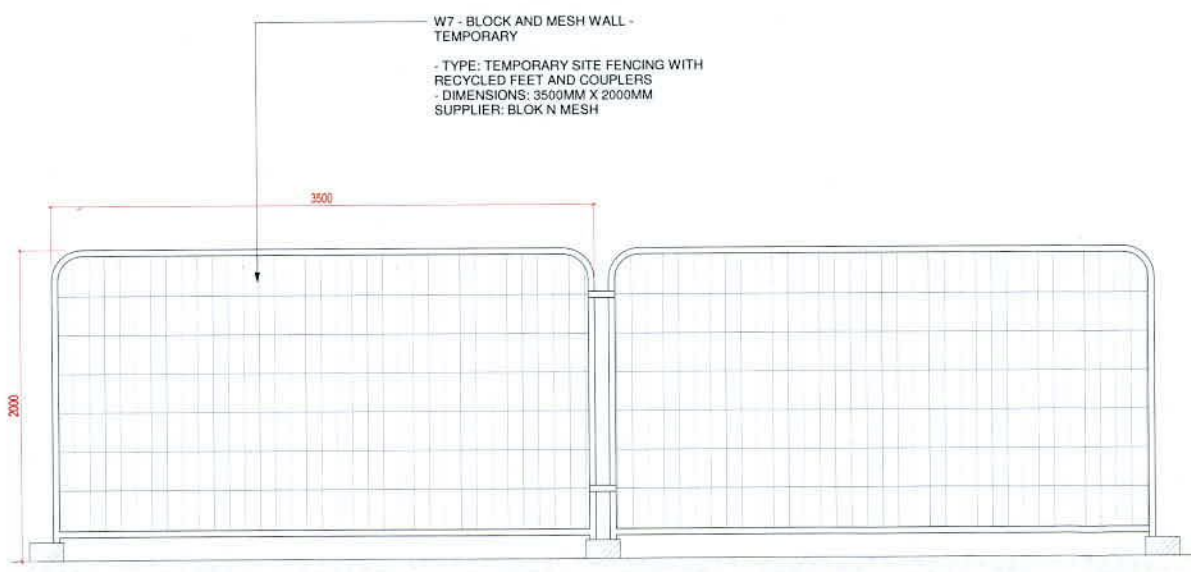 W7 - BLOCK AND MESH WALL -
TEMPORARY
- TYPE: TEMPORARY SITE FENCING WITH
RECYCLED FEET AND COUPLERS
- DIMENSIONS: 3500MM X 2000MM
SUPPLIER: BLOK N MESH
3500
2000